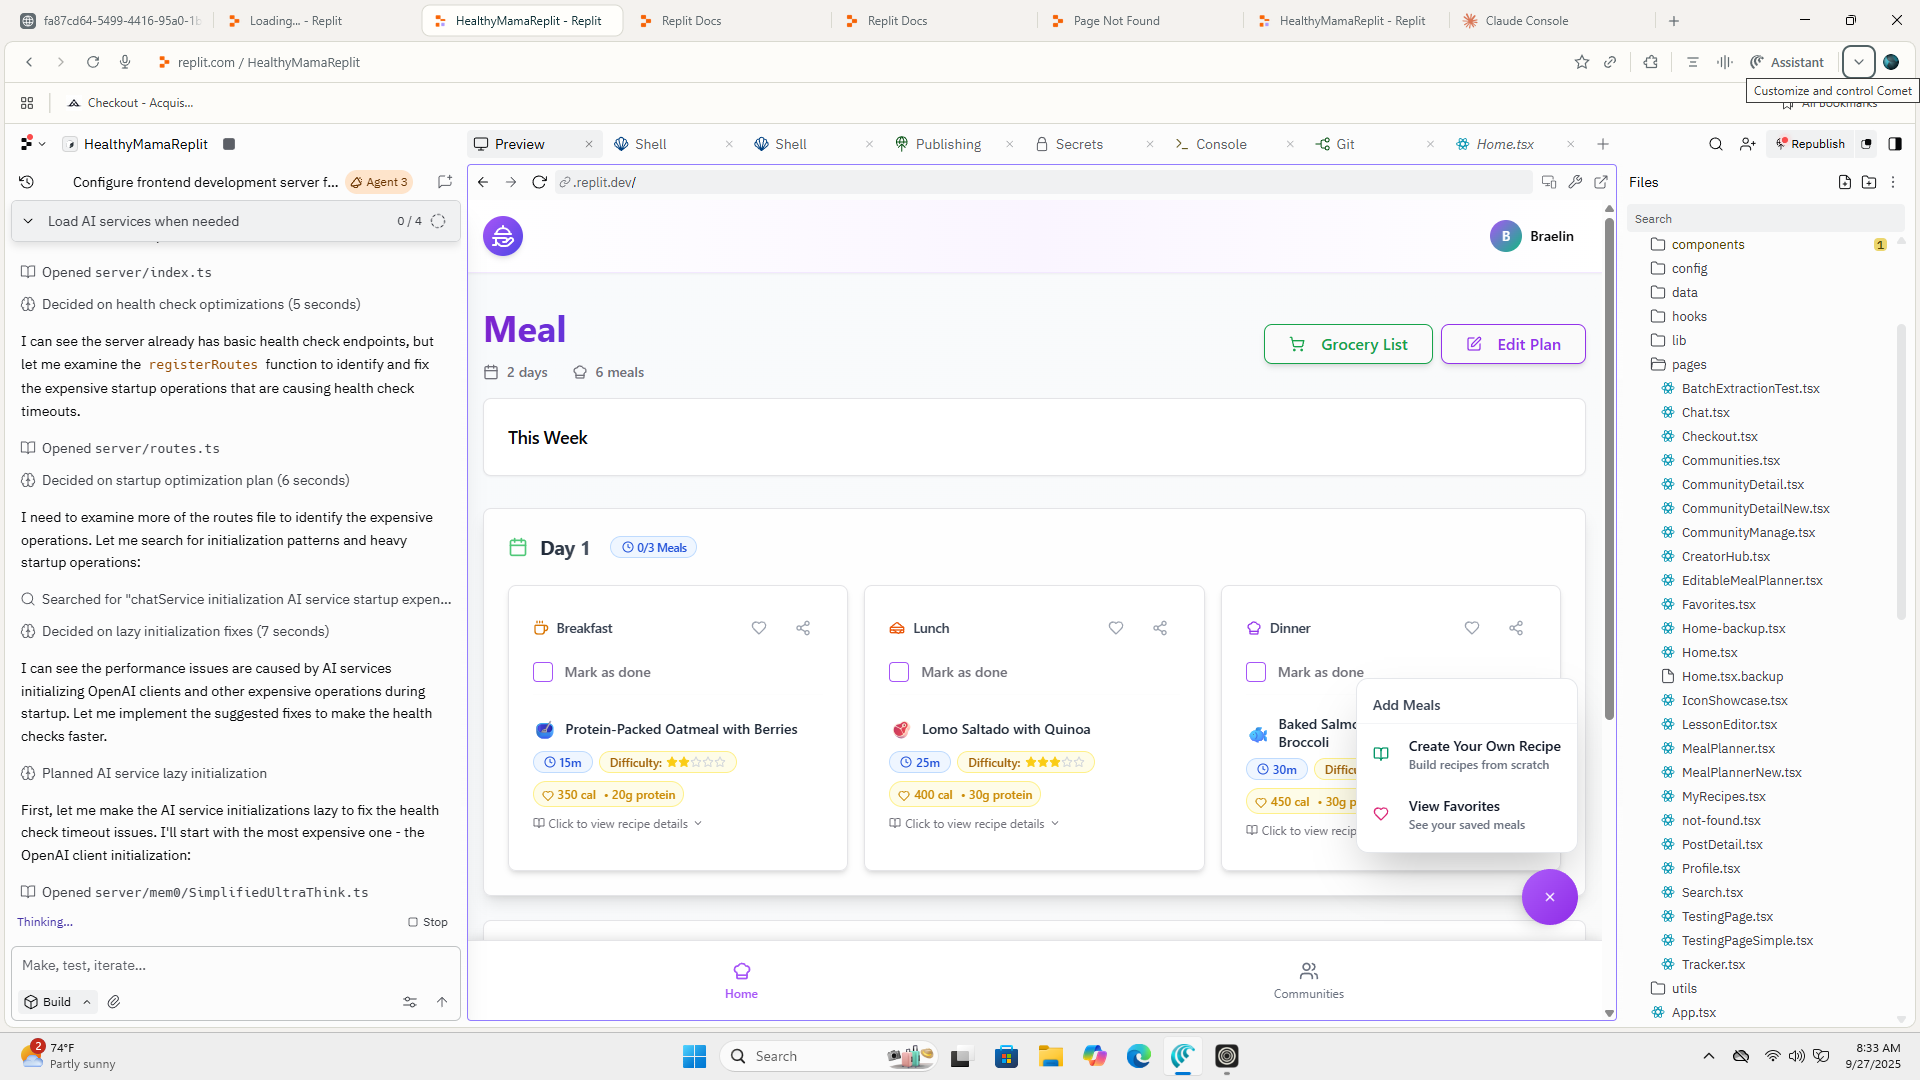 fa87cd64-5499-4416-95a0-1b
Loading... - Replit
HealthyMamaReplit - Replit
Replit Docs
Replit Docs
Page Not Found
HealthyMamaReplit - Replit
Claude Console
replit.com / HealthyMamaReplit
Assistant
Customize and control Comet
Checkout - Acquis...
All Bookmarks
HealthyMamaReplit
Preview
Shell
Shell
Publishing
Secrets
Console
Git
Home.tsx
Republish
Configure frontend development server f...
Agent 3
.replit.dev/
Files
Load AI services when needed
0 / 4
Opened server/index.ts
Decided on health check optimizations (5 seconds)
I can see the server already has basic health check endpoints, but
let me examine the registerRoutes function to identify and fix
the expensive startup operations that are causing health check
timeouts.
Opened server/routes.ts
Decided on startup optimization plan (6 seconds)
I need to examine more of the routes file to identify the expensive
operations. Let me search for initialization patterns and heavy
startup operations:
Searched for "chatService initialization AI service startup expen...
Decided on lazy initialization fixes (7 seconds)
I can see the performance issues are caused by AI services
initializing OpenAI clients and other expensive operations during
startup. Let me implement the suggested fixes to make the health
checks faster.
Planned AI service lazy initialization
First, let me make the AI service initializations lazy to fix the health
check timeout issues. I'll start with the most expensive one - the
OpenAI client initialization:
Opened server/mem0/SimplifiedUltraThink.ts
Thinking...
Stop
Make, test, iterate...
Build
B
Braelin
Meal
2 days
6 meals
Grocery List
Edit Plan
This Week
Day 1
0/3 Meals
Breakfast
Mark as done
Protein-Packed Oatmeal with Berries
15m
Difficulty:
350 cal • 20g protein
Click to view recipe details
Lunch
Mark as done
Lomo Saltado with Quinoa
25m
Difficulty:
400 cal • 30g protein
Click to view recipe details
Dinner
Mark as done
Baked Salmo
Broccoli
30m
Difficu
450 cal • 30g p
Click to view recip
Add Meals
Create Your Own Recipe
Build recipes from scratch
View Favorites
See your saved meals
Home
Communities
Search
components
1
config
data
hooks
lib
pages
BatchExtractionTest.tsx
Chat.tsx
Checkout.tsx
Communities.tsx
CommunityDetail.tsx
CommunityDetailNew.tsx
CommunityManage.tsx
CreatorHub.tsx
EditableMealPlanner.tsx
Favorites.tsx
Home-backup.tsx
Home.tsx
Home.tsx.backup
IconShowcase.tsx
LessonEditor.tsx
MealPlanner.tsx
MealPlannerNew.tsx
MyRecipes.tsx
not-found.tsx
PostDetail.tsx
Profile.tsx
Search.tsx
TestingPage.tsx
TestingPageSimple.tsx
Tracker.tsx
utils
App.tsx
2
74°F
Partly sunny
Search
8:33 AM
9/27/2025